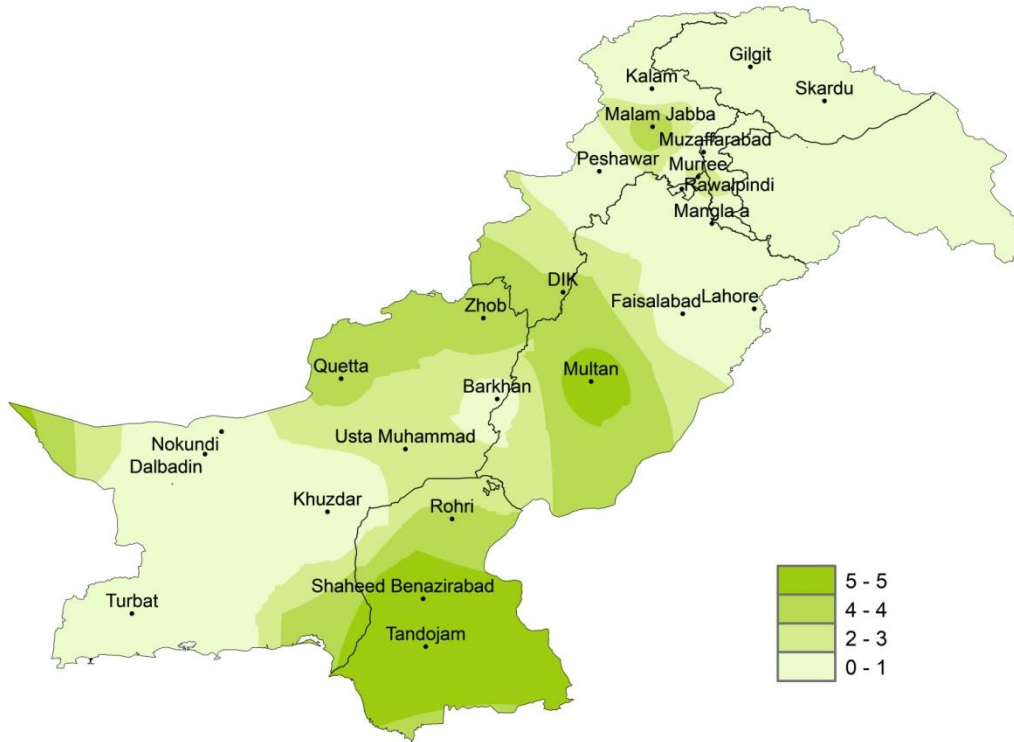 Gilgit
Kalam
Skardu
Malam Jabba
Muzaffarabad
Peshawar
Murree
Rawalpindi
Mangla a
DIK
Zhob
Faisalabad
Lahore
Quetta
Multan
Barkhan
Usta Muhammad
Nokundi
Dalbadin
Khuzdar
Rohri
Shaheed Benazirabad
Turbat
Tandojam
5 - 5
4 - 4
2 - 3
0 - 1